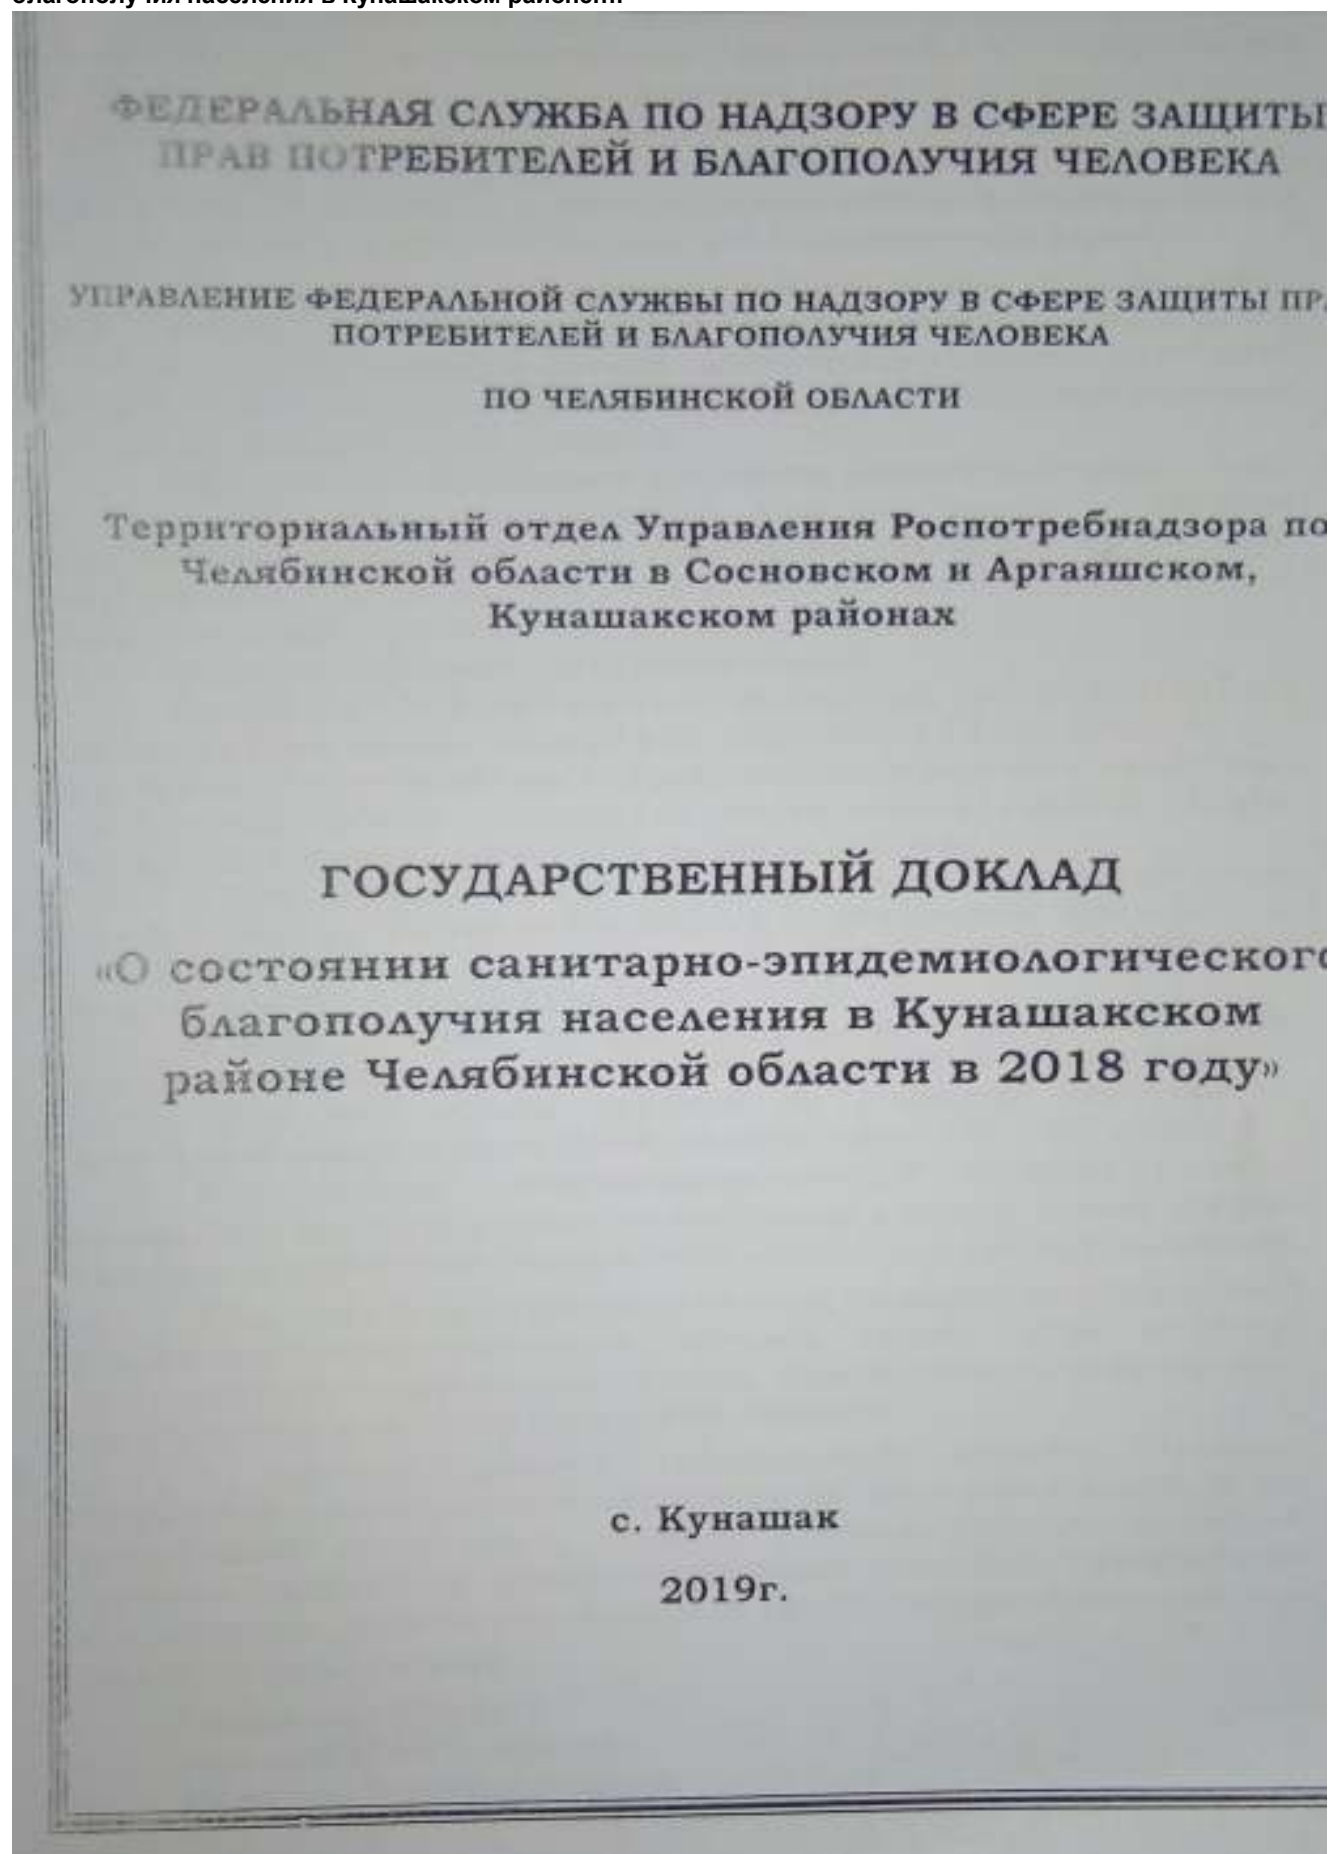 ФЕДЕРАЛЬНАЯ СЛУЖБА ПО НАДЗОРУ В СФЕРЕ ЗАЩИТЫ
ПРАВ ПОТРЕБИТЕЛЕЙ И БЛАГОПОЛУЧИЯ ЧЕЛОВЕКА
УПРАВЛЕНИЕ ФЕДЕРАЛЬНОЙ СЛУЖБЫ ПО НАДЗОРУ В СФЕРЕ ЗАЩИТЫ
ПОТРЕБИТЕЛЕЙ И БЛАГОПОЛУЧИЯ ЧЕЛОВЕКА
ПО ЧЕЛЯБИНСКОЙ ОБЛАСТИ
Территориальный отдел Управления Роспотребнадзора по
Челябинской области в Сосновском и Аргаяшском,
Кунашакском районах
ГОСУДАРСТВЕННЫЙ ДОКЛАД
«О состоянии санитарно-эпидемиологического
благополучия населения в Кунашакском
районе Челябинской области в 2018 году»
с. Кунашак
2019г.